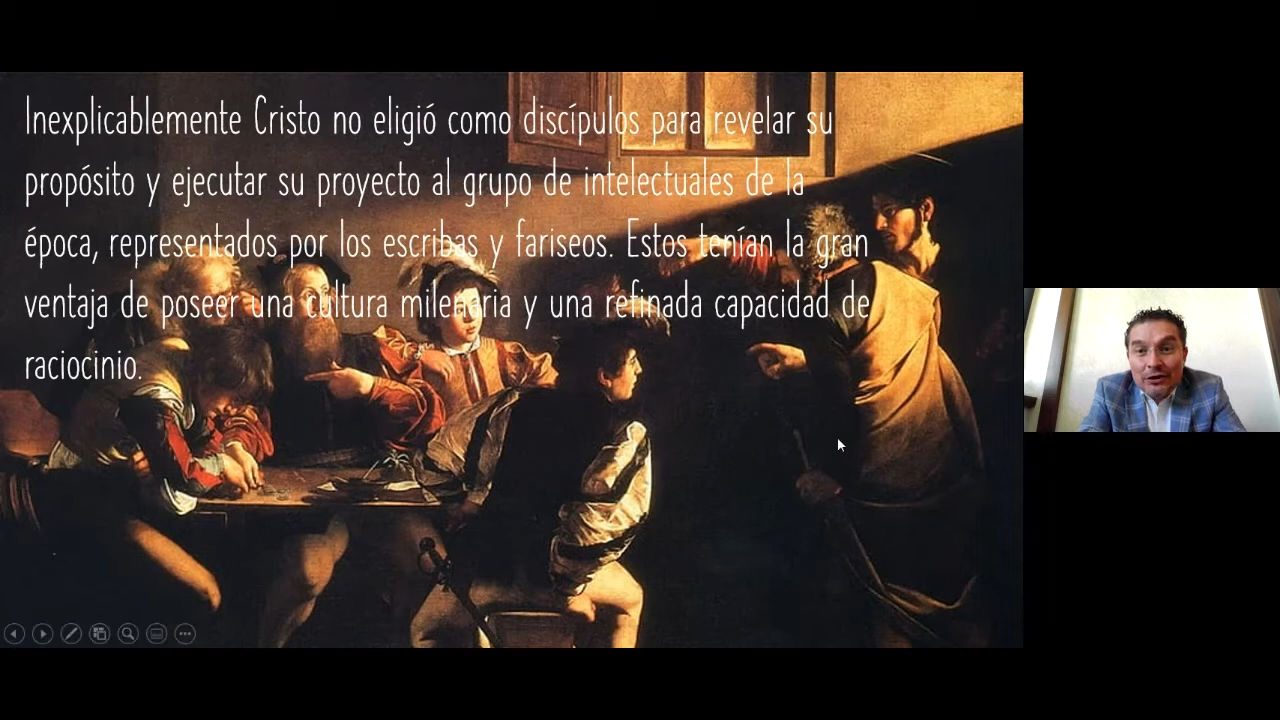 Inexplicablemente Cristo no eligió como discípulos para revelar su
propósito y ejecutar su proyecto al grupo de intelectuales de la
época, representados por los escribas y fariseos. Estos tenían la gran
ventaja de poseer una cultura milenaria y una refinada capacidad de
raciocinio.